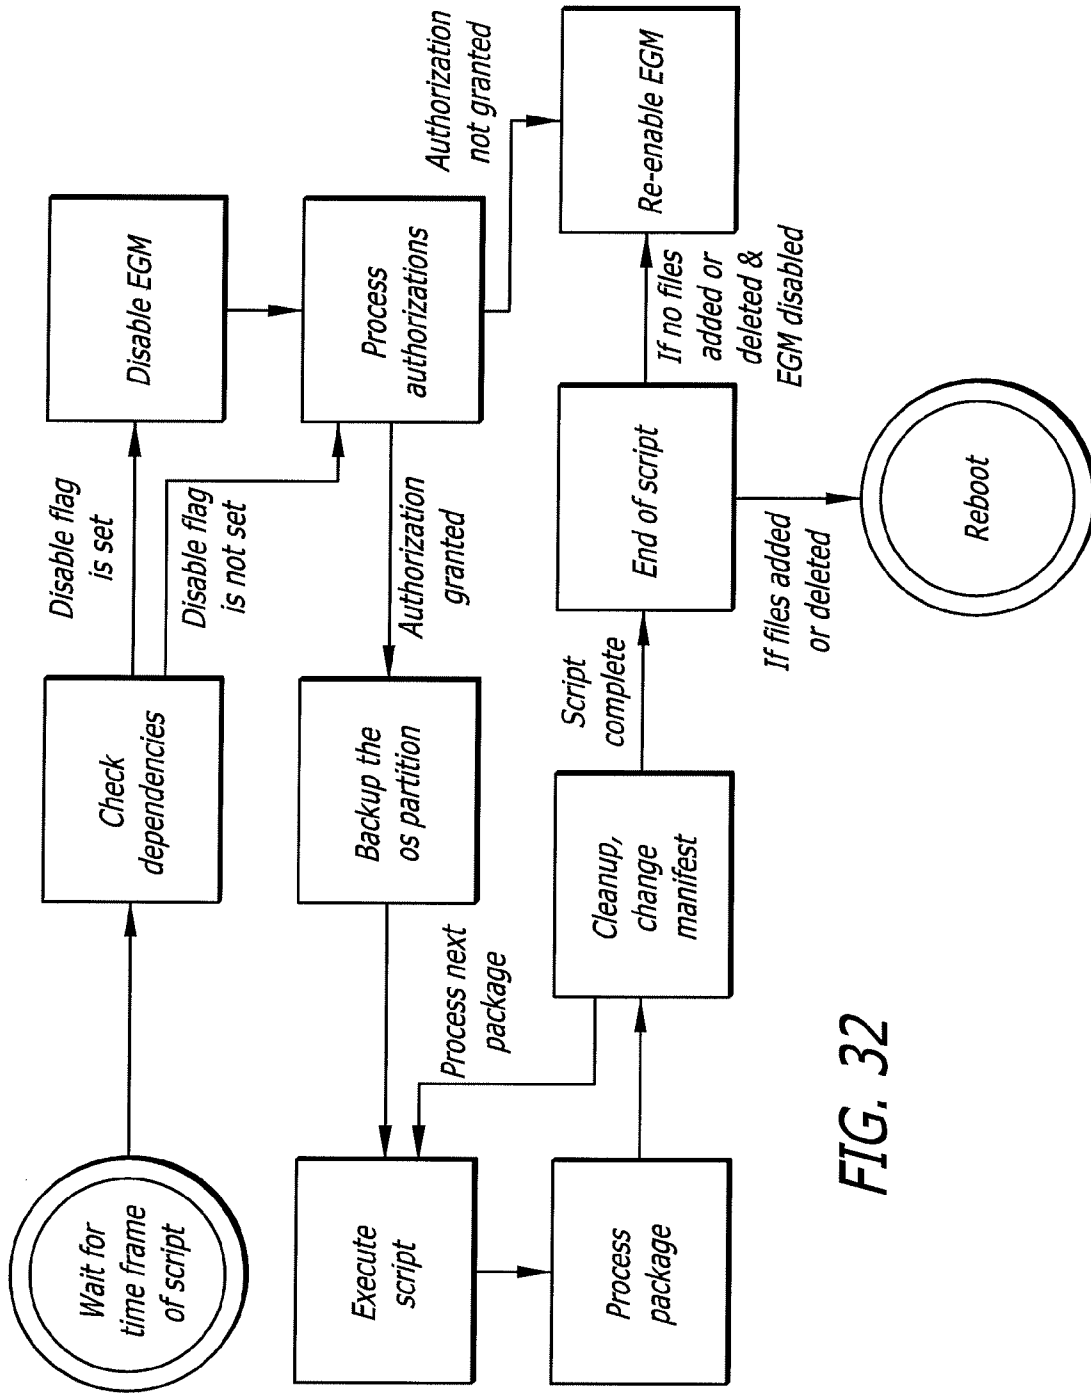 Wait for
time frame
of script
Check
dependencies
Disable flag
is set
Disable flag
is not set
Disable EGM
Execute
script
Backup the
os partition
Authorization
granted
Process
authorizations
Authorization
not granted
Process next
package
Process
package
Cleanup,
change
manifest
Script
complete
End of script
If no files
added or
deleted &
EGM disabled
Re-enable EGM
If files added
or deleted
Reboot
FIG. 32